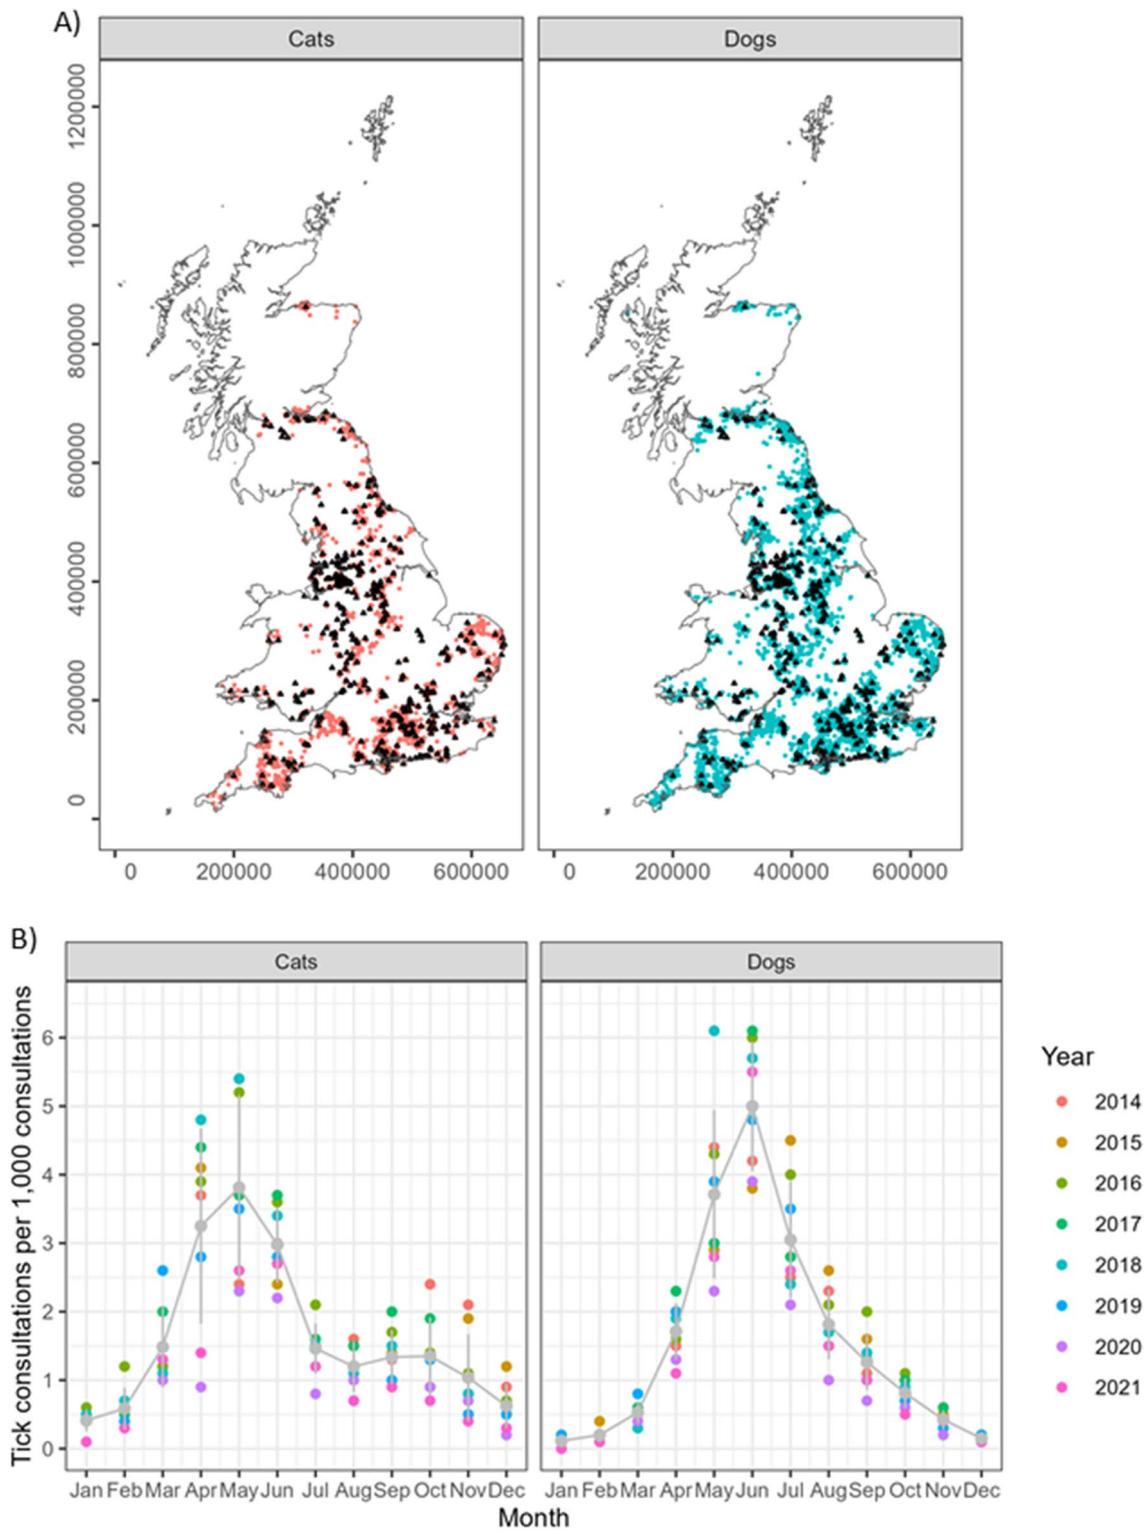 A)
Cats Dogs
1200000
1000000
800000
600000
400000
200000
0
0 200000 400000 600000 0 200000 400000 600000
B)
Cats Dogs
Tick consultations per 1,000 consultations
6
5
4
3
2
1
0
Jan Feb Mar Apr May Jun Jul Aug Sep Oct Nov Dec Jan Feb Mar Apr May Jun Jul Aug Sep Oct Nov Dec
Month
Year
2014
2015
2016
2017
2018
2019
2020
2021